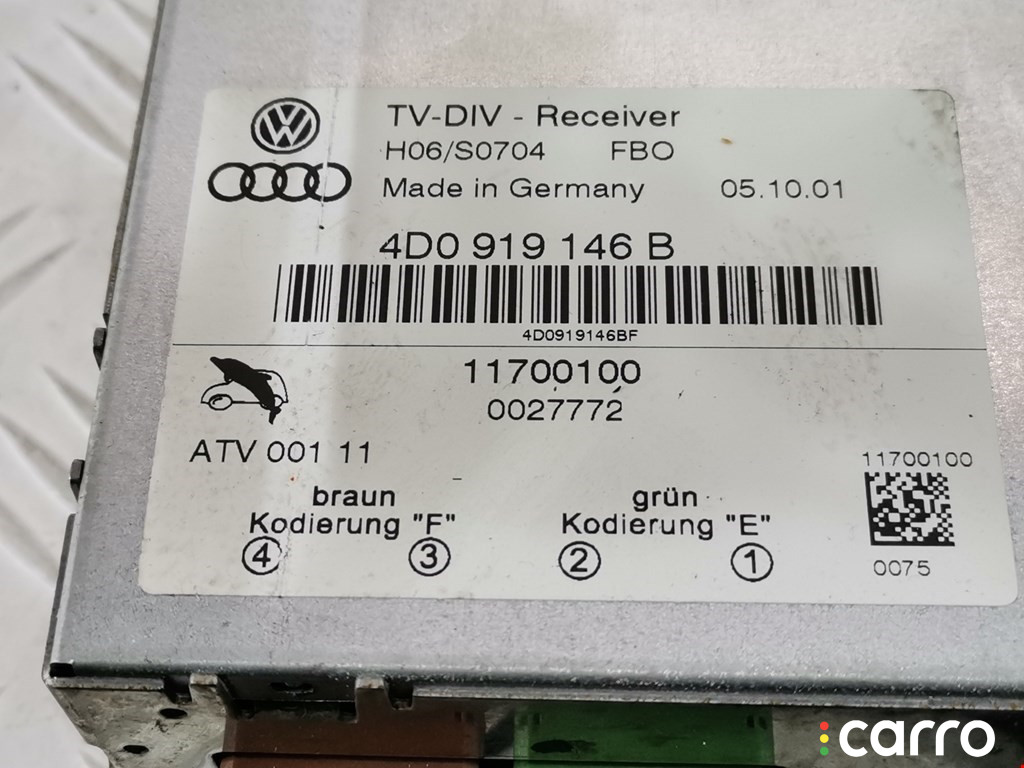 TV-DIV - Receiver
H06/S0704 FBO
Made in Germany 05.10.01
4D0 919 146 B
4D0919146BF
11700100
0027772
ATV 001 11
11700100
braun grün
Kodierung "F" Kodierung "E"
4 3 2 1
0075
carro